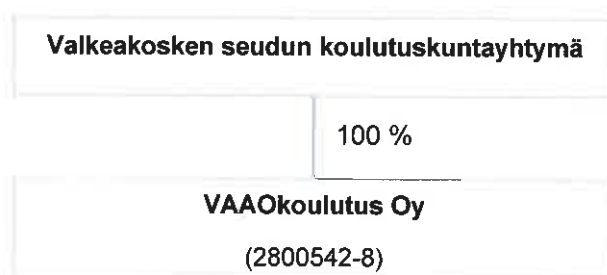 Valkeakosken seudun koulutuskuntayhtymä
100 %
VAAOkoulutus Oy
(2800542-8)